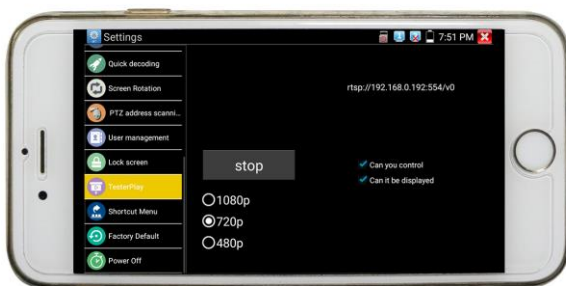 Settings
7:51 PM
Quick decoding
Screen Rotation
PTZ address scanni...
User management
Lock screen
TesterPlay
Shortcut Menu
Factory Default
Power Off
rtsp://192.168.0.192:554/v0
stop
Can you control
Can it be displayed
1080p
720p
480p